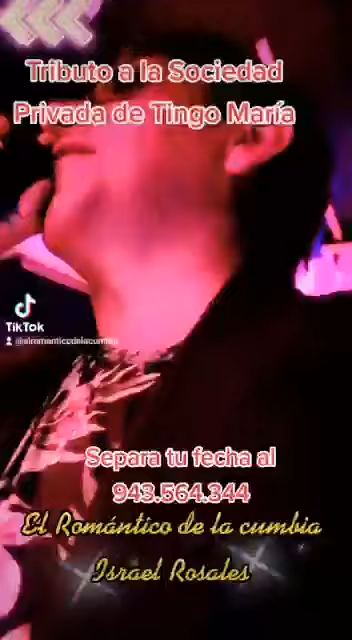 Tributo a la Sociedad
Privada de Tingo María
TikTok
@elromanticodelacumbia
Separa tu fecha al
943.564.344
El Romántico de la cumbia
Israel Rosales